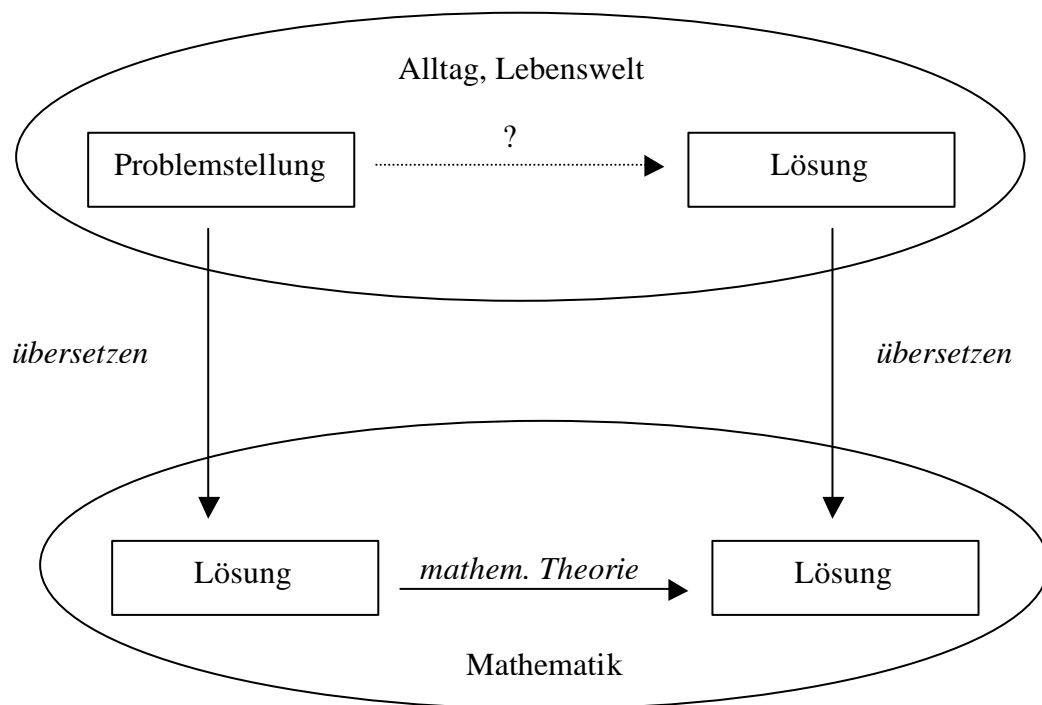 Alltag, Lebenswelt
?
Problemstellung
Lösung
übersetzen
übersetzen
Lösung
mathem. Theorie
Lösung
Mathematik